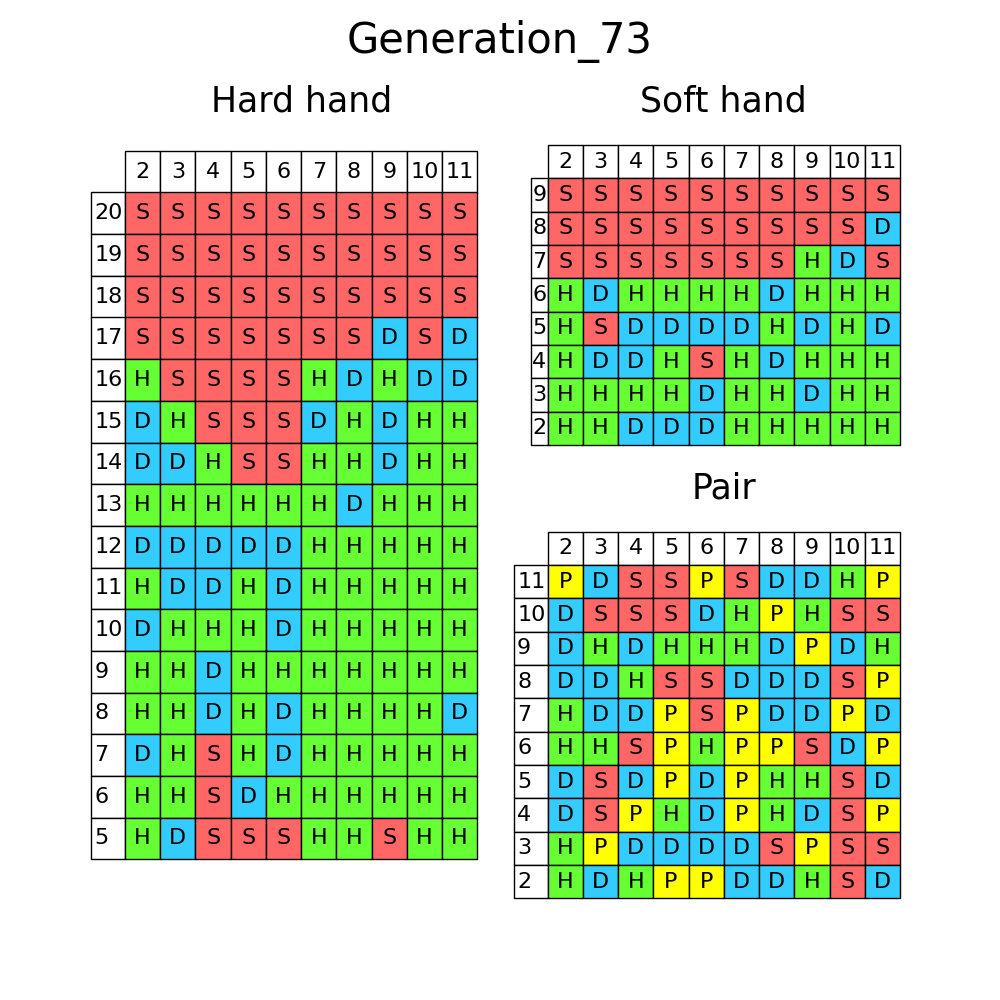 Generation_73
Hard hand
2 3 4 5 6 7 8 9 10 11
20 S S S S S S S S S S
19 S S S S S S S S S S
18 S S S S S S S S S S
17 S S S S S S S D S D
16 H S S S S H D H D D
15 D H S S S D H D H H
14 D D H S S H H D H H
13 H H H H H H D H H H
12 D D D D D H H H H H
11 H D D H D H H H H H
10 D H H H D H H H H H
9 H H D H H H H H H H
8 H H D H D H H H H D
7 D H S H D H H H H H
6 H H S D H H H H H H
5 H D S S S H H S H H
Soft hand
2 3 4 5 6 7 8 9 10 11
9 S S S S S S S S S S
8 S S S S S S S S S D
7 S S S S S S S H D S
6 H D H H H H D H H H
5 H S D D D D H D H D
4 H D D H S H D H H H
3 H H H H D H H D H H
2 H H D D D H H H H H
Pair
2 3 4 5 6 7 8 9 10 11
11 P D S S P S D D H P
10 D S S S D H P H S S
9 D H D H H H D P D H
8 D D H S S D D D S P
7 H D D P S P D D P D
6 H H S P H P P S D P
5 D S D P D P H H S D
4 D S P H D P H D S P
3 H P D D D D S P S S
2 H D H P P D D H S D